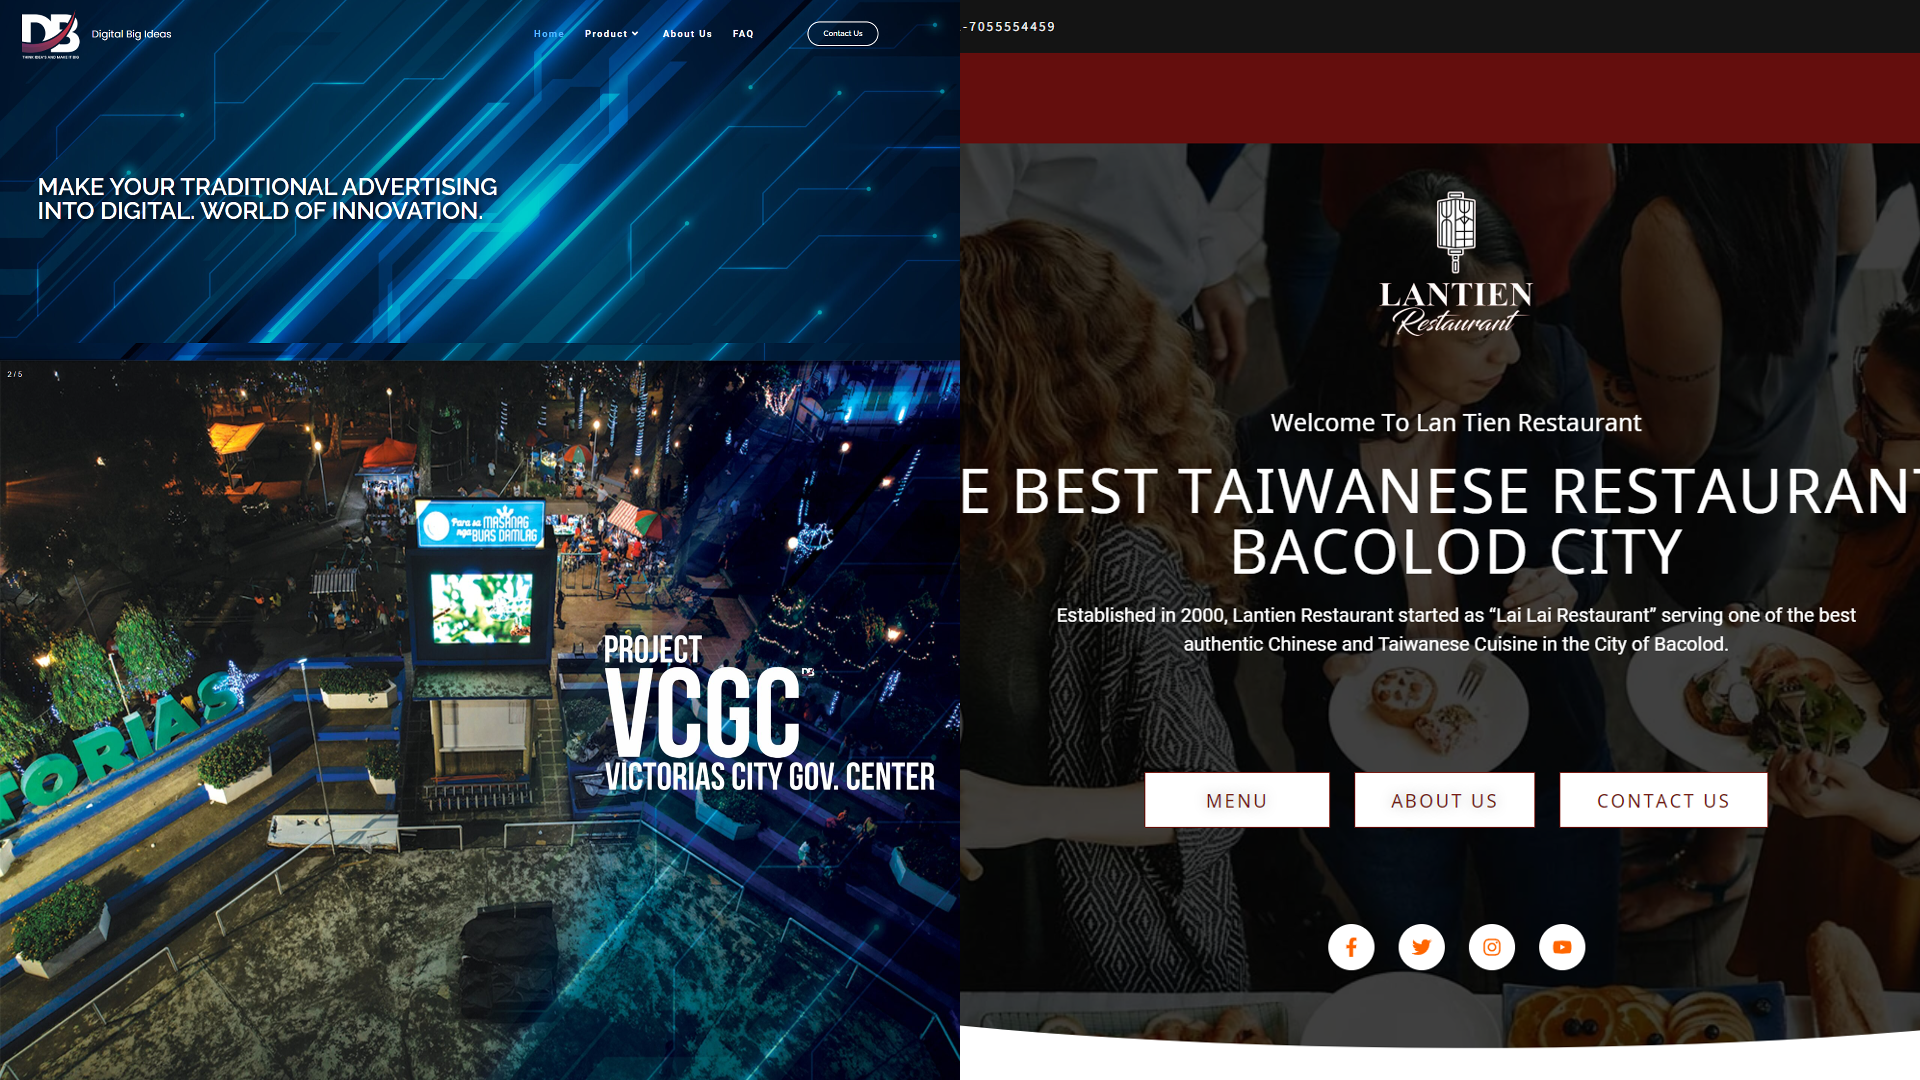 DB
Digital Big Ideas
THINK IDEA'S AND MAKE IT BIG
Home
Product
About Us
FAQ
Contact Us
MAKE YOUR TRADITIONAL ADVERTISING
INTO DIGITAL. WORLD OF INNOVATION.
2 / 5
Para sa MASANAG
nga BUAS DAMLAG
TORIAS
PROJECT
VCGC
DB
VICTORIAS CITY GOV. CENTER
-7055554459
LANTIEN
Restaurant
Welcome To Lan Tien Restaurant
E BEST TAIWANESE RESTAURANT
BACOLOD CITY
Established in 2000, Lantien Restaurant started as “Lai Lai Restaurant” serving one of the best
authentic Chinese and Taiwanese Cuisine in the City of Bacolod.
MENU
ABOUT US
CONTACT US